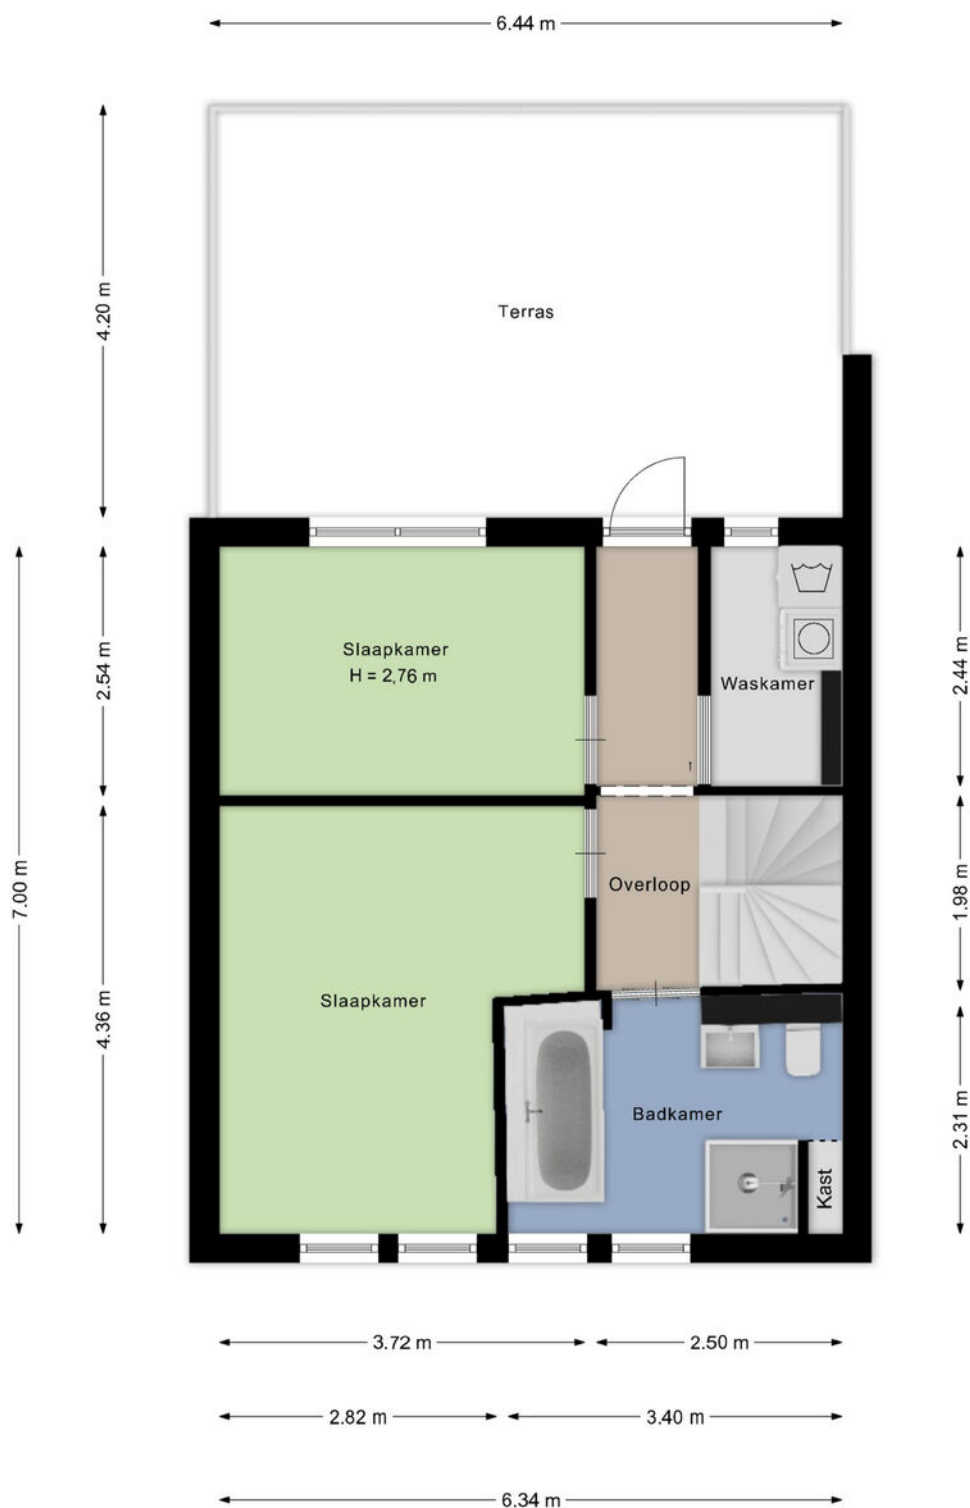 6.44 m
4.20 m
Terras
Slaapkamer
H = 2,76 m
2.54 m
2.44 m
Waskamer
7.00 m
Overloop
1.98 m
Slaapkamer
4.36 m
Badkamer
2.31 m
Kast
3.72 m
2.50 m
2.82 m
3.40 m
6.34 m